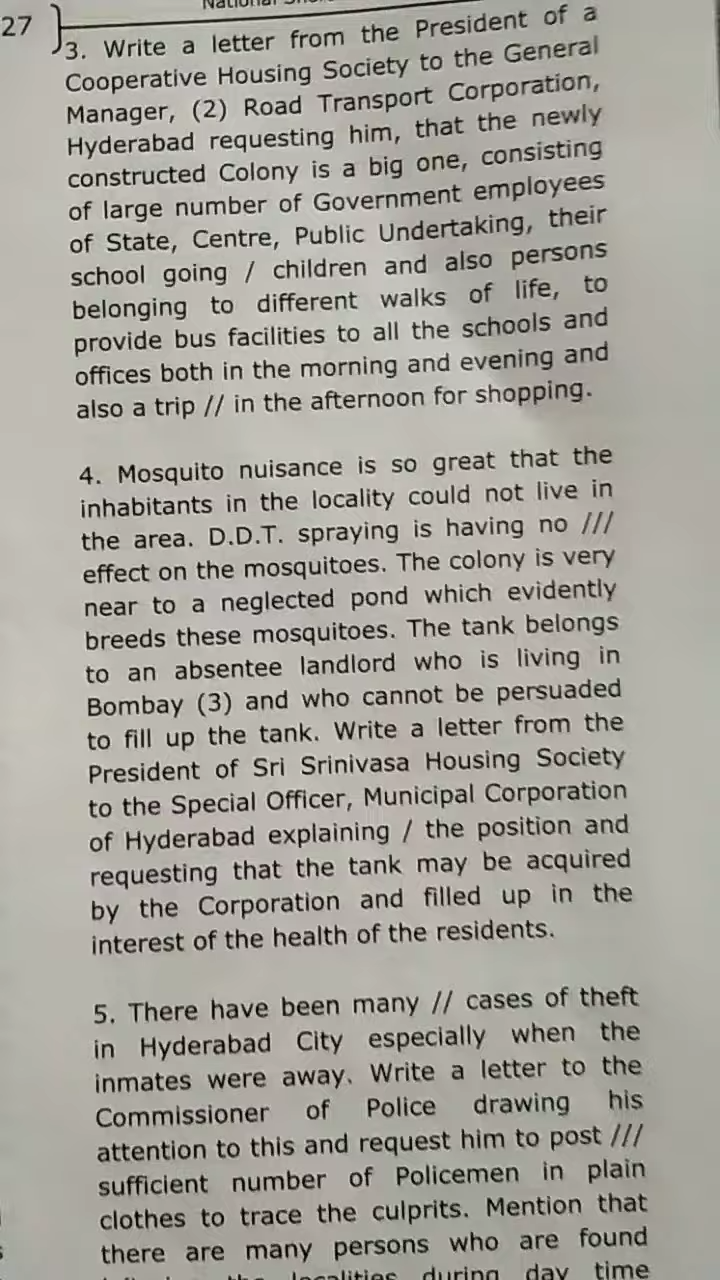 27
3. Write a letter from the President of a
Cooperative Housing Society to the General
Manager, (2) Road Transport Corporation,
Hyderabad requesting him, that the newly
constructed Colony is a big one, consisting
of large number of Government employees
of State, Centre, Public Undertaking, their
school going / children and also persons
belonging to different walks of life, to
provide bus facilities to all the schools and
offices both in the morning and evening and
also a trip // in the afternoon for shopping.
4. Mosquito nuisance is so great that the
inhabitants in the locality could not live in
the area. D.D.T. spraying is having no ///
effect on the mosquitoes. The colony is very
near to a neglected pond which evidently
breeds these mosquitoes. The tank belongs
to an absentee landlord who is living in
Bombay (3) and who cannot be persuaded
to fill up the tank. Write a letter from the
President of Sri Srinivasa Housing Society
to the Special Officer, Municipal Corporation
of Hyderabad explaining / the position and
requesting that the tank may be acquired
by the Corporation and filled up in the
interest of the health of the residents.
5. There have been many // cases of theft
in Hyderabad City especially when the
inmates were away. Write a letter to the
Commissioner of Police drawing his
attention to this and request him to post ///
sufficient number of Policemen in plain
clothes to trace the culprits. Mention that
there are many persons who are found
the localities during day time